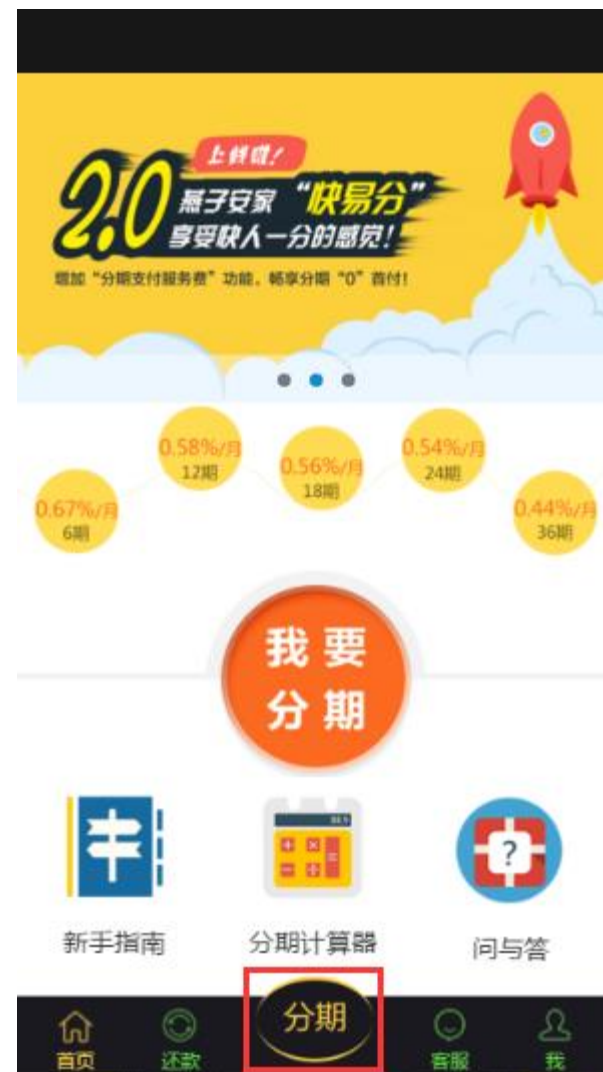 上线啦!
2.0
燕子安家 “快易分”
享受快人一分的感觉!
增加“分期支付服务费”功能,畅享分期“0”首付!
0.67%/月
6期
0.58%/月
12期
0.56%/月
18期
0.54%/月
24期
0.44%/月
36期
我要
分期
新手指南
分期计算器
问与答
首页
还款
分期
客服
我